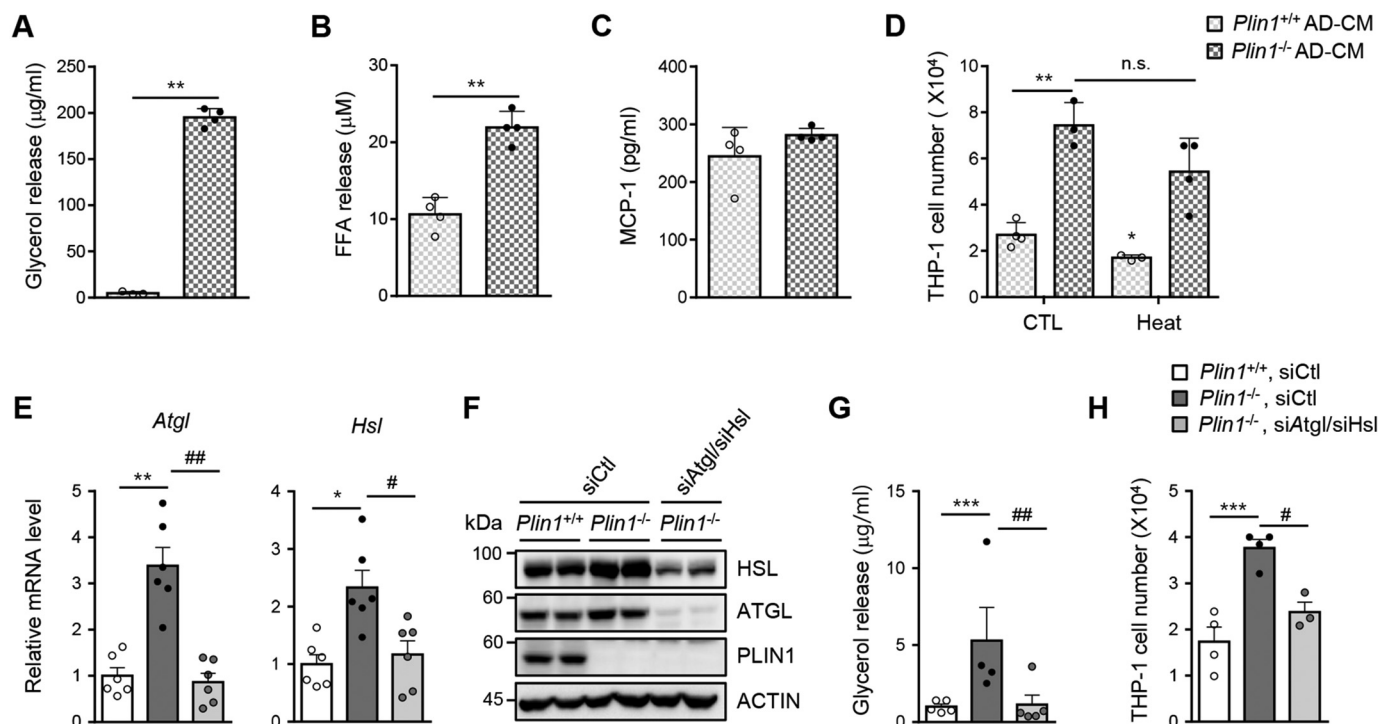 A
Glycerol release (μg/ml)
250
200
150
100
50
0
**
B
FFA release (μM)
30
20
10
0
**
C
MCP-1 (pg/ml)
400
300
200
100
0
D
Plin1+/+ AD-CM
Plin1-/- AD-CM
THP-1 cell number ( X10⁴)
10
8
6
4
2
0
**
n.s.
*
CTL Heat
E
Relative mRNA level
Atgl
5
4
3
2
1
0
**
##
Hsl
4
3
2
1
0
*
#
F
siCtl siAtgl/siHsl
kDa Plin1+/+ Plin1-/- Plin1-/-
100 HSL
60 ATGL
60 PLIN1
45 ACTIN
G
Glycerol release (μg/ml)
15
10
5
0
***
##
H
Plin1+/+, siCtl
Plin1-/-, siCtl
Plin1-/-, siAtgl/siHsl
THP-1 cell number (X10⁴)
5
4
3
2
1
0
***
#